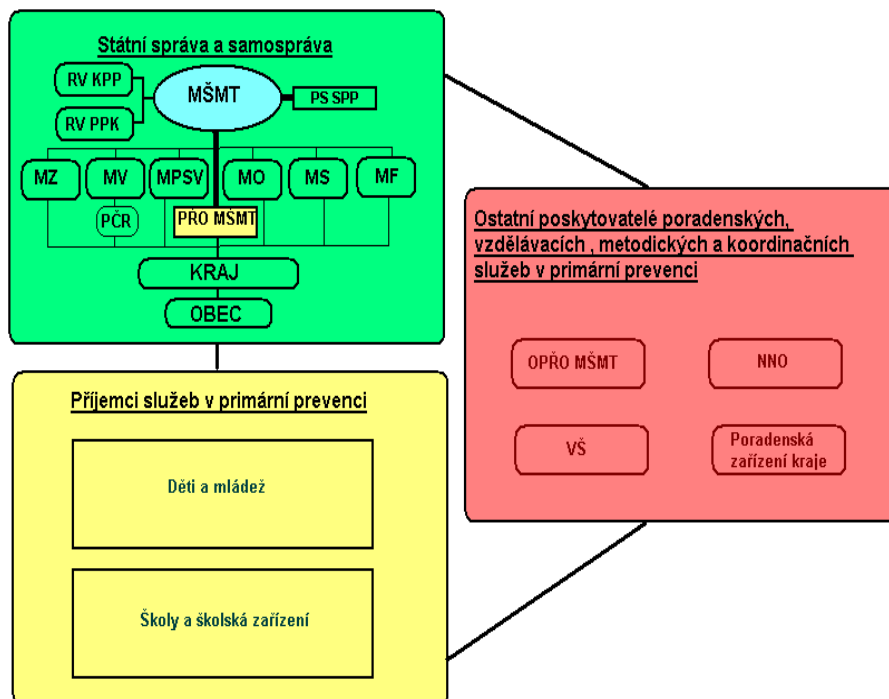 Státní správa a samospráva
RV KPP
MŠMT
PS SPP
RV PPK
MZ
MV
MPSV
MO
MS
MF
PČR
PŘO MŠMT
KRAJ
OBEC
Ostatní poskytovatelé poradenských,
vzdělávacích , metodických a koordinačních
služeb v primární prevenci
OPŘO MŠMT
NNO
VŠ
Poradenská
zařízení kraje
Příjemci služeb v primární prevenci
Děti a mládež
Školy a školská zařízení